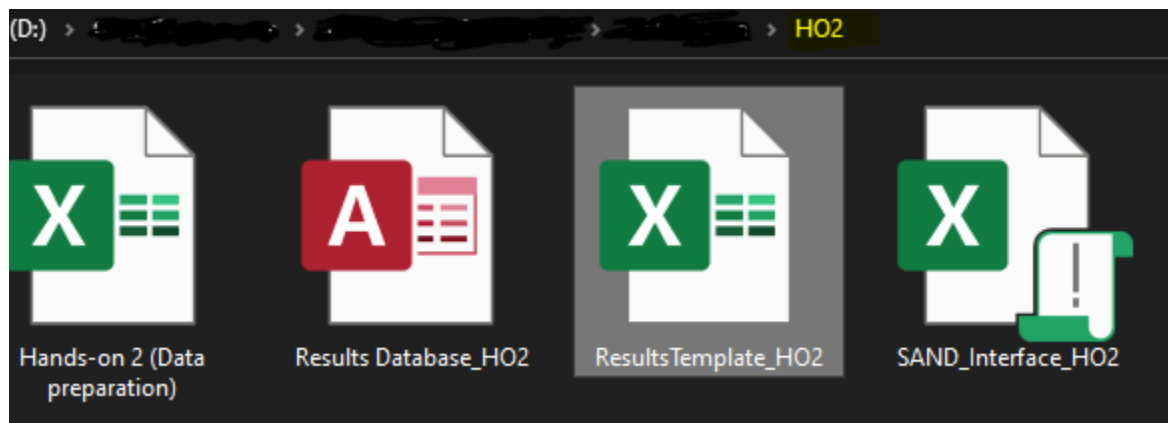 (D:) > > > > HO2
Hands-on 2 (Data
preparation)
Results Database_HO2
ResultsTemplate_HO2
SAND_Interface_HO2